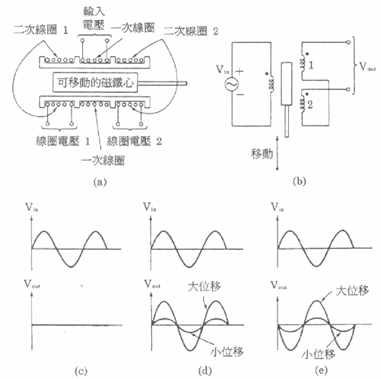 輸入
二次線圈 1 電壓 一次線圈 二次線圈 2
可移動的磁鐵心
線圈電壓 1 線圈電壓 2
一次線圈
(a)
Vin
+
−
1
2
Vout
移動
(b)
Vin Vin Vin
Vout Vout Vout
大位移 大位移
小位移 小位移
(c) (d) (e)